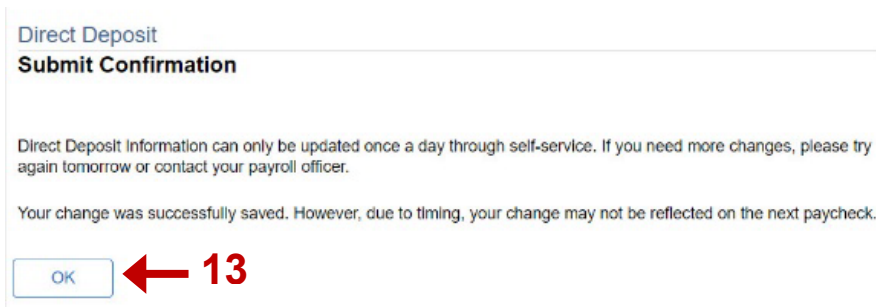 Direct Deposit
Submit Confirmation
Direct Deposit Information can only be updated once a day through self-service. If you need more changes, please try
again tomorrow or contact your payroll officer.
Your change was successfully saved. However, due to timing, your change may not be reflected on the next paycheck.
OK
13